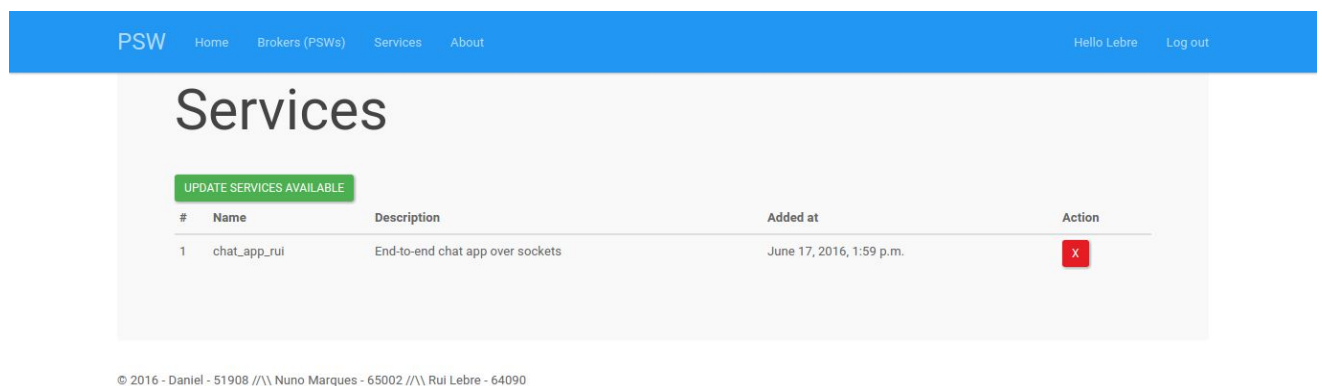 PSW Home Brokers (PSWs) Services About Hello Lebre Log out
Services
UPDATE SERVICES AVAILABLE
# Name Description Added at Action
1 chat_app_rui End-to-end chat app over sockets June 17, 2016, 1:59 p.m. X
© 2016 - Daniel - 51908 //\\ Nuno Marques - 65002 //\\ Rui Lebre - 64090